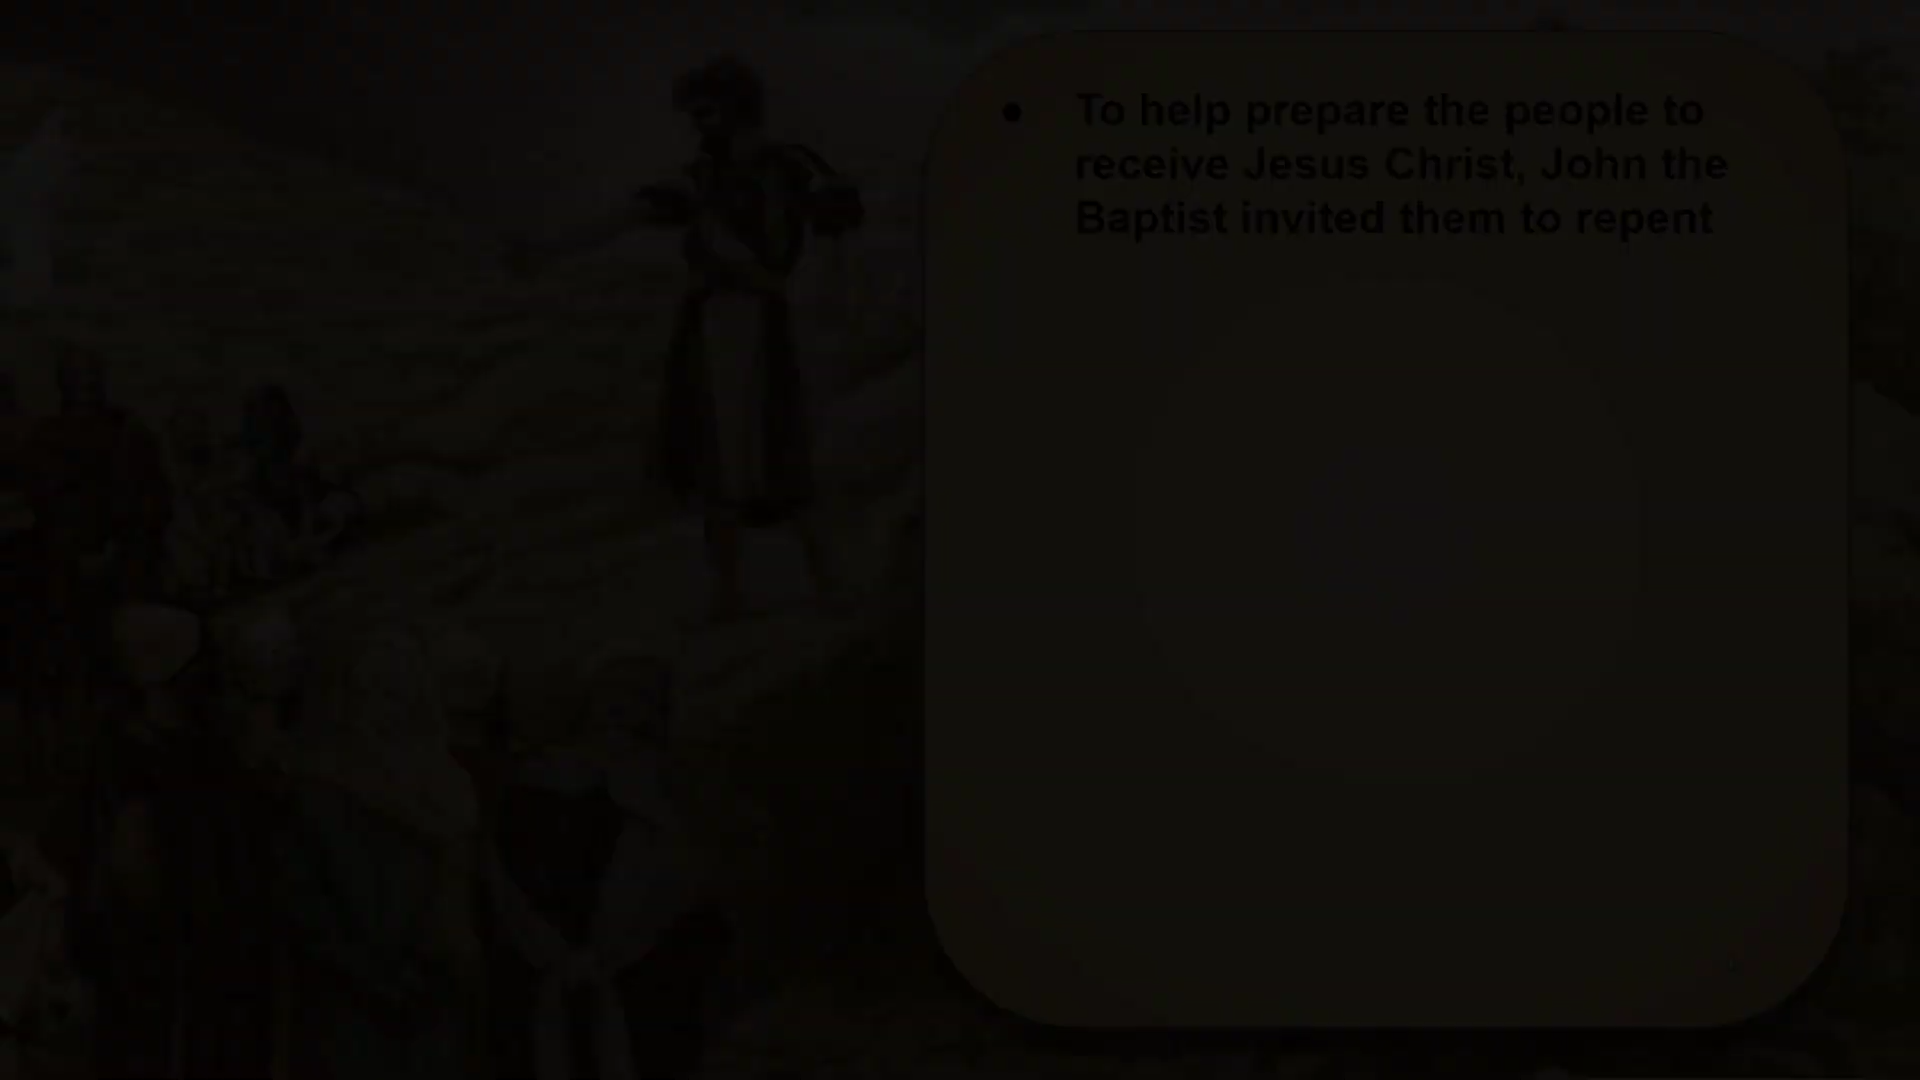 ● To help prepare the people to
receive Jesus Christ, John the
Baptist invited them to repent